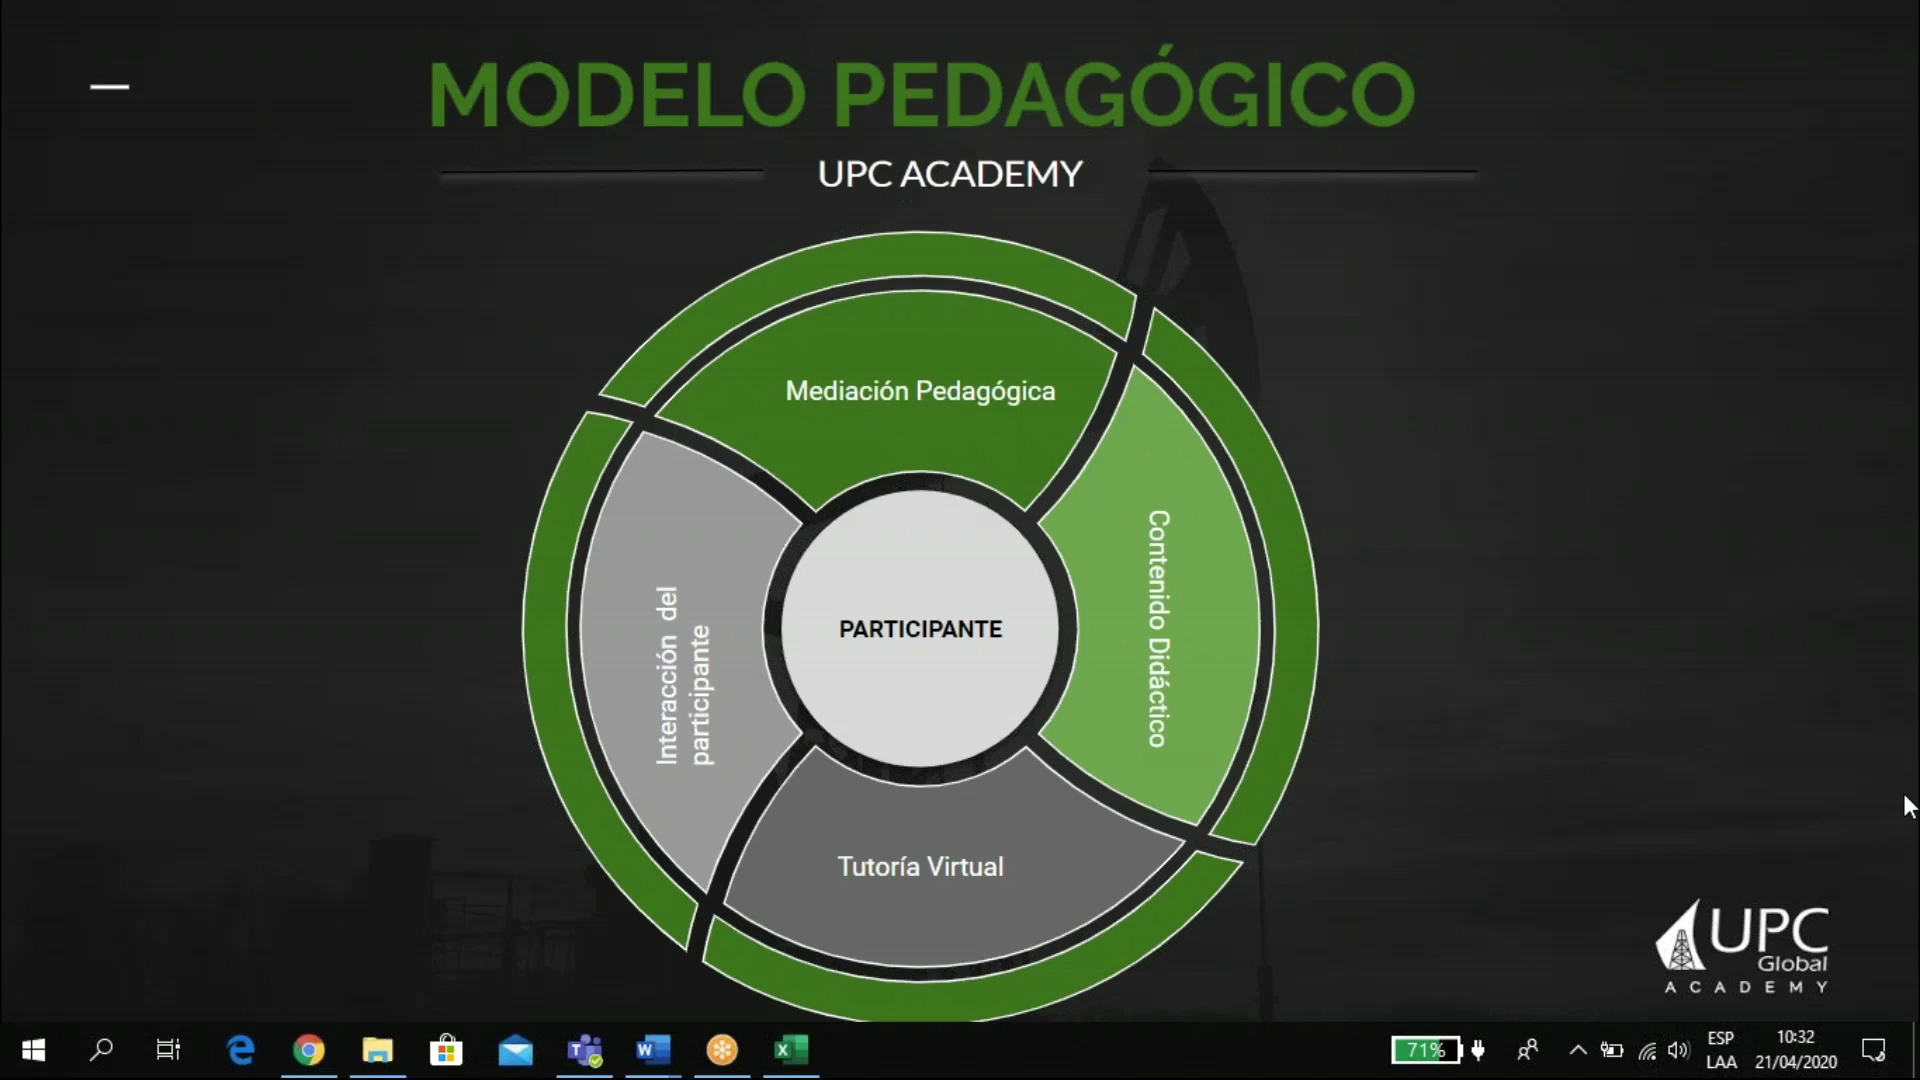 MODELO PEDAGÓGICO
UPC ACADEMY
Mediación Pedagógica
Contenido Didáctico
PARTICIPANTE
Interacción del
participante
Tutoría Virtual
UPC
Global
ACADEMY
71%
ESP
LAA
10:32
21/04/2020